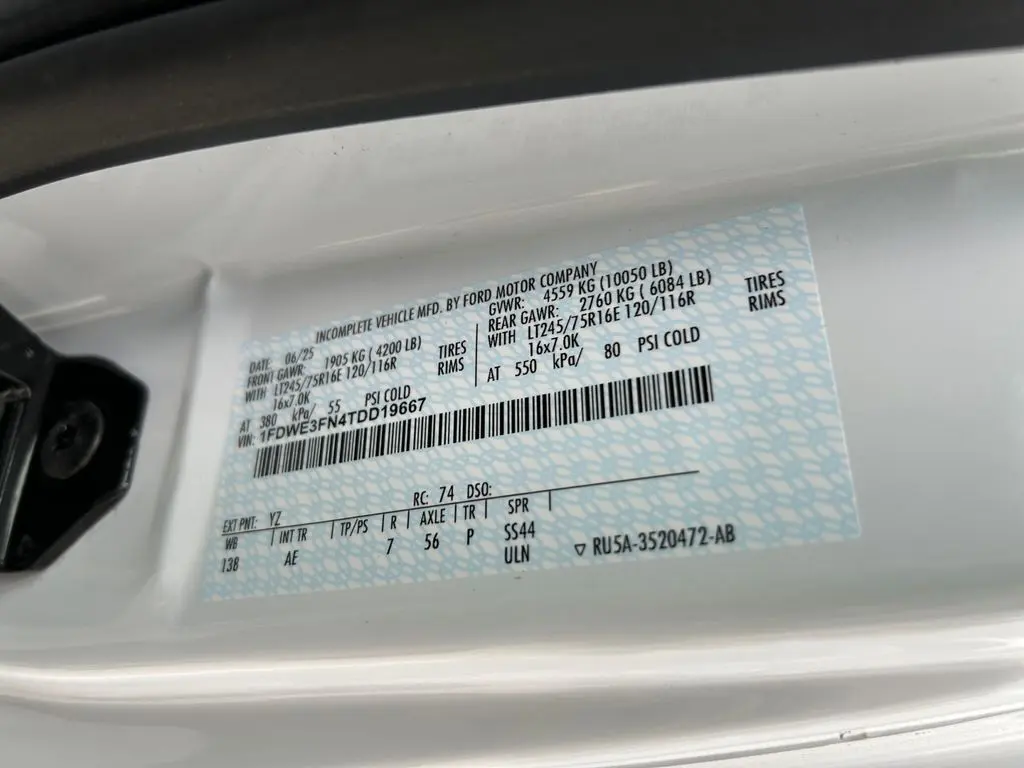 INCOMPLETE VEHICLE MFD. BY FORD MOTOR COMPANY
DATE: 06/25
FRONT GAWR: 1905 KG ( 4200 LB)
WITH LT245/75R16E 120/116R TIRES
16x7.0K RIMS
AT 380 kPa/ 55 PSI COLD
GVWR: 4559 KG (10050 LB)
REAR GAWR: 2760 KG ( 6084 LB)
WITH LT245/75R16E 120/116R TIRES
16x7.0K RIMS
AT 550 kPa/ 80 PSI COLD
VIN: 1FDWE3FN4TDD19667
EXT PNT: YZ RC: 74 DSO:
WB INT TR TP/PS R AXLE TR SPR
138 AE 7 56 P SS44
ULN ▽ RU5A-3520472-AB